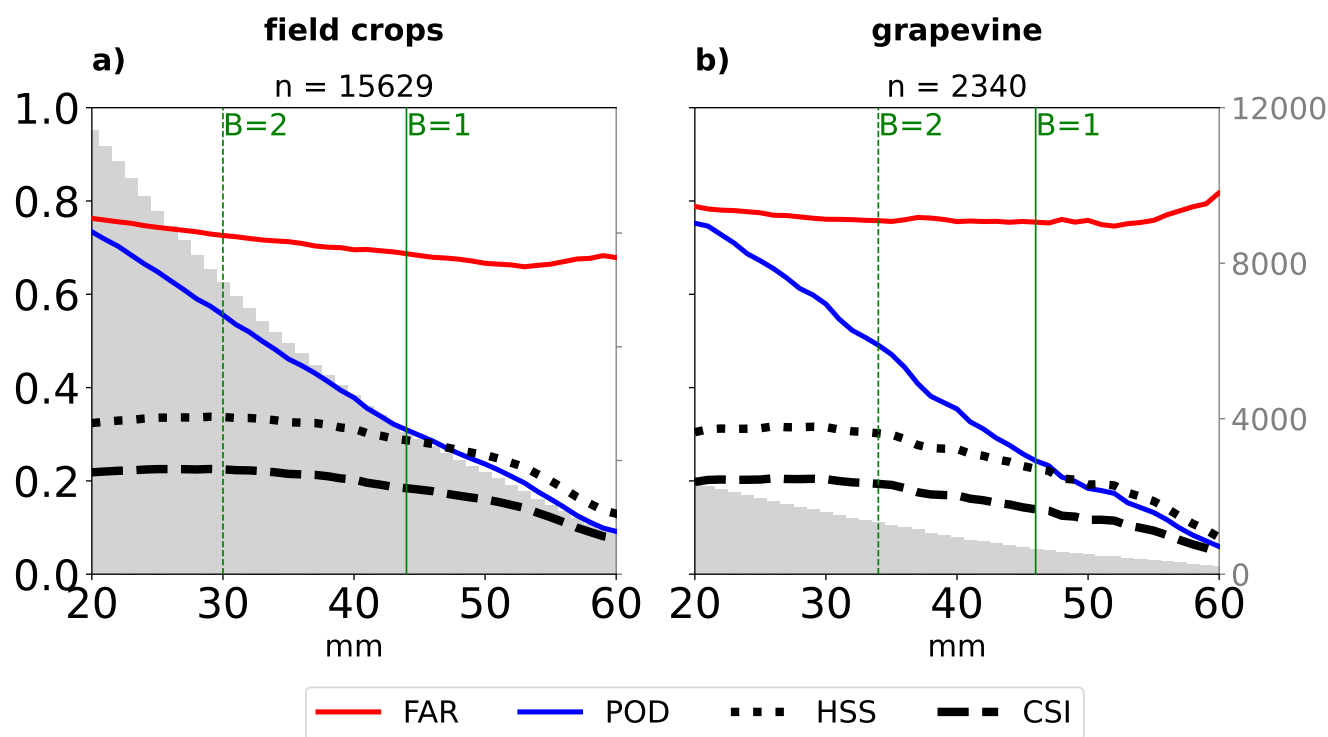 field crops
grapevine
a)
b)
n = 15629
n = 2340
1.0
0.8
0.6
0.4
0.2
0.0
B=2
B=1
B=2
B=1
12000
8000
4000
0
20 30 40 50 60
20 30 40 50 60
mm
mm
FAR POD HSS CSI